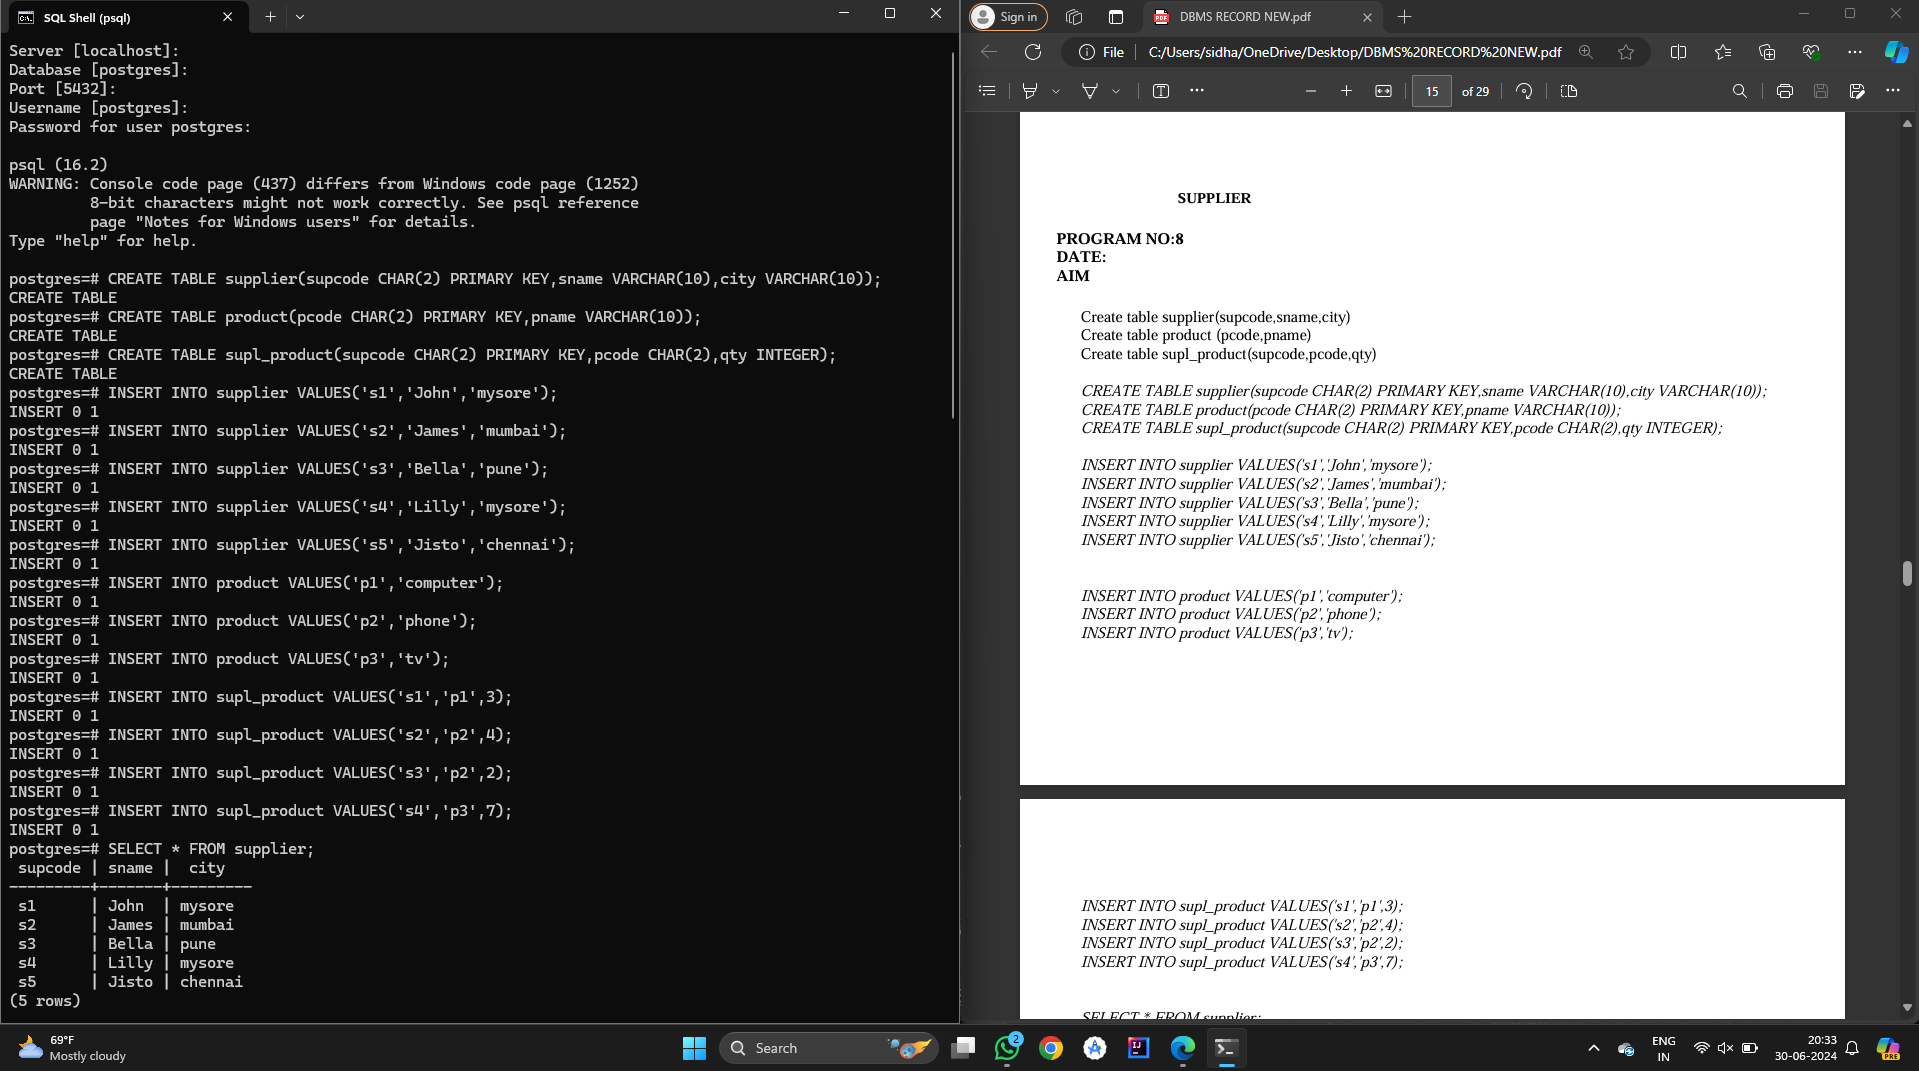 SQL Shell (psql)
Server [localhost]:
Database [postgres]:
Port [5432]:
Username [postgres]:
Password for user postgres:
psql (16.2)
WARNING: Console code page (437) differs from Windows code page (1252)
8-bit characters might not work correctly. See psql reference
page "Notes for Windows users" for details.
Type "help" for help.
postgres=# CREATE TABLE supplier(supcode CHAR(2) PRIMARY KEY,sname VARCHAR(10),city VARCHAR(10));
CREATE TABLE
postgres=# CREATE TABLE product(pcode CHAR(2) PRIMARY KEY,pname VARCHAR(10));
CREATE TABLE
postgres=# CREATE TABLE supl_product(supcode CHAR(2) PRIMARY KEY,pcode CHAR(2),qty INTEGER);
CREATE TABLE
postgres=# INSERT INTO supplier VALUES('s1','John','mysore');
INSERT 0 1
postgres=# INSERT INTO supplier VALUES('s2','James','mumbai');
INSERT 0 1
postgres=# INSERT INTO supplier VALUES('s3','Bella','pune');
INSERT 0 1
postgres=# INSERT INTO supplier VALUES('s4','Lilly','mysore');
INSERT 0 1
postgres=# INSERT INTO supplier VALUES('s5','Jisto','chennai');
INSERT 0 1
postgres=# INSERT INTO product VALUES('p1','computer');
INSERT 0 1
postgres=# INSERT INTO product VALUES('p2','phone');
INSERT 0 1
postgres=# INSERT INTO product VALUES('p3','tv');
INSERT 0 1
postgres=# INSERT INTO supl_product VALUES('s1','p1',3);
INSERT 0 1
postgres=# INSERT INTO supl_product VALUES('s2','p2',4);
INSERT 0 1
postgres=# INSERT INTO supl_product VALUES('s3','p2',2);
INSERT 0 1
postgres=# INSERT INTO supl_product VALUES('s4','p3',7);
INSERT 0 1
postgres=# SELECT * FROM supplier;
supcode | sname | city
---------+-------+---------
s1 | John | mysore
s2 | James | mumbai
s3 | Bella | pune
s4 | Lilly | mysore
s5 | Jisto | chennai
(5 rows)
Sign in
DBMS RECORD NEW.pdf
File C:/Users/sidha/OneDrive/Desktop/DBMS%20RECORD%20NEW.pdf
15 of 29
SUPPLIER
PROGRAM NO:8
DATE:
AIM
Create table supplier(supcode,sname,city)
Create table product (pcode,pname)
Create table supl_product(supcode,pcode,qty)
CREATE TABLE supplier(supcode CHAR(2) PRIMARY KEY,sname VARCHAR(10),city VARCHAR(10));
CREATE TABLE product(pcode CHAR(2) PRIMARY KEY,pname VARCHAR(10));
CREATE TABLE supl_product(supcode CHAR(2) PRIMARY KEY,pcode CHAR(2),qty INTEGER);
INSERT INTO supplier VALUES('s1','John','mysore');
INSERT INTO supplier VALUES('s2','James','mumbai');
INSERT INTO supplier VALUES('s3','Bella','pune');
INSERT INTO supplier VALUES('s4','Lilly','mysore');
INSERT INTO supplier VALUES('s5','Jisto','chennai');
INSERT INTO product VALUES('p1','computer');
INSERT INTO product VALUES('p2','phone');
INSERT INTO product VALUES('p3','tv');
INSERT INTO supl_product VALUES('s1','p1',3);
INSERT INTO supl_product VALUES('s2','p2',4);
INSERT INTO supl_product VALUES('s3','p2',2);
INSERT INTO supl_product VALUES('s4','p3',7);
SELECT * FROM supplier;
69°F
Mostly cloudy
Search
2
ENG
IN
20:33
30-06-2024
PRE